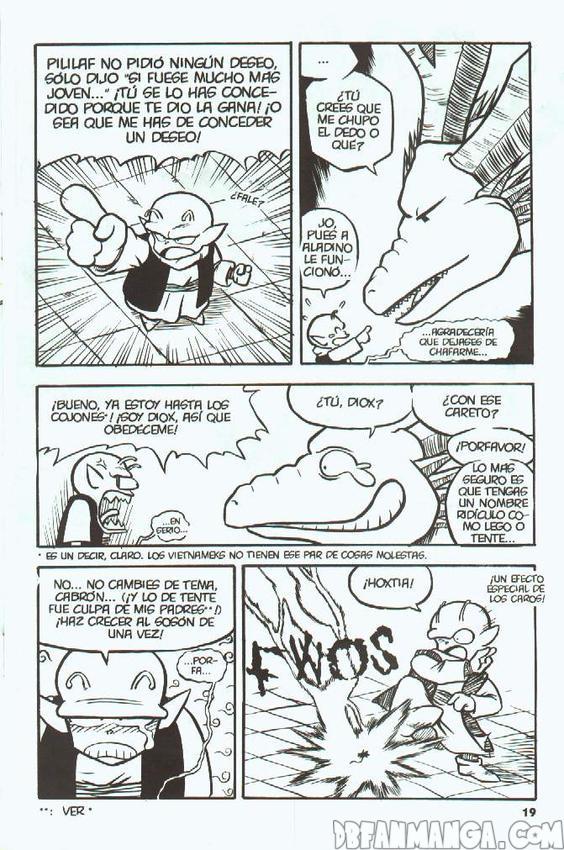 PILILAF NO PIDIÓ NINGÚN DESEO,
SÓLO DIJO "SI FUESE MUCHO MAS
JOVEN..." ¡TÚ SE LO HAS CONCE-
DIDO PORQUE TE DIO LA GANA! ¡O
SEA QUE ME HAS DE CONCEDER
UN DESEO!
¿FALE?
...
¿TÚ
CREES QUE
ME CHUPO
EL DEDO O
QUE?
JO,
PUES A
ALADINO
LE FUN-
CIONÓ...
...AGRADECERÍA
QUE DEJASES DE
CHAFARME...
¡BUENO, YA ESTOY HASTA LOS
COJONES*! ¡SOY DIOX, ASÍ QUE
OBEDÉCEME!
...EN
SERIO...
¿TÚ, DIOX?
¿CON ESE
CARETO?
¡PORFAVOR!
LO MAS
SEGURO ES
QUE TENGAS
UN NOMBRE
RIDÍCULO CO-
MO LEGO O
TENTE...
* ES UN DECIR, CLARO. LOS VIETNAMEKS NO TIENEN ESE PAR DE COSAS MOLESTAS.
NO... NO CAMBIES DE TEMA,
CABRÓN... (¡Y LO DE TENTE
FUE CULPA DE MIS PADRES**!)
¡HAZ CRECER AL SOSÓN DE
UNA VEZ!
...POR-
FA...
FWOS
¡HOXTIA!
¡UN EFECTO
ESPECIAL DE
LOS CAROS!
**: VER *
19
DBFANMANGA.COM